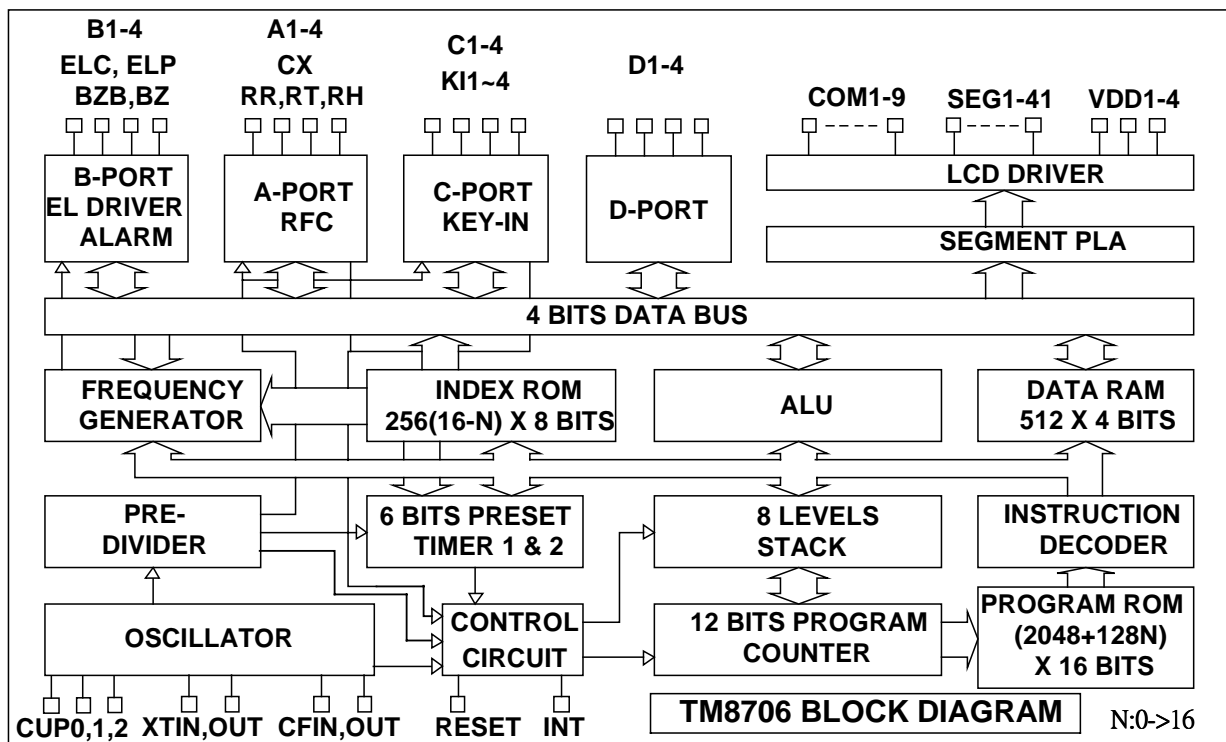 B1-4
ELC, ELP
BZB,BZ
A1-4
CX
RR,RT,RH
C1-4
KI1~4
D1-4
COM1-9
SEG1-41
VDD1-4
B-PORT
EL DRIVER
ALARM
A-PORT
RFC
C-PORT
KEY-IN
D-PORT
LCD DRIVER
SEGMENT PLA
4 BITS DATA BUS
FREQUENCY
GENERATOR
INDEX ROM
256(16-N) X 8 BITS
ALU
DATA RAM
512 X 4 BITS
PRE-
DIVIDER
6 BITS PRESET
TIMER 1 & 2
8 LEVELS
STACK
INSTRUCTION
DECODER
OSCILLATOR
CONTROL
CIRCUIT
12 BITS PROGRAM
COUNTER
PROGRAM ROM
(2048+128N)
X 16 BITS
CUP0,1,2
XTIN,OUT
CFIN,OUT
RESET
INT
TM8706 BLOCK DIAGRAM
N:0->16